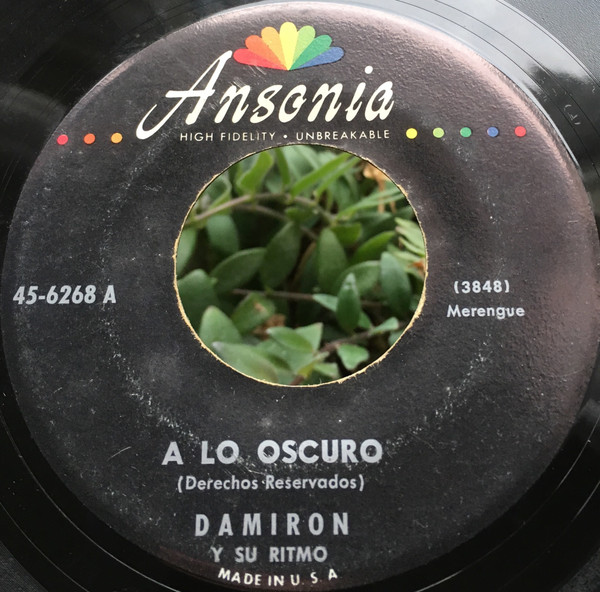 Ansonia
HIGH FIDELITY • UNBREAKABLE
45-6268 A
(3848)
Merengue
A LO OSCURO
(Derechos Reservados)
DAMIRON
Y SU RITMO
MADE IN U. S. A